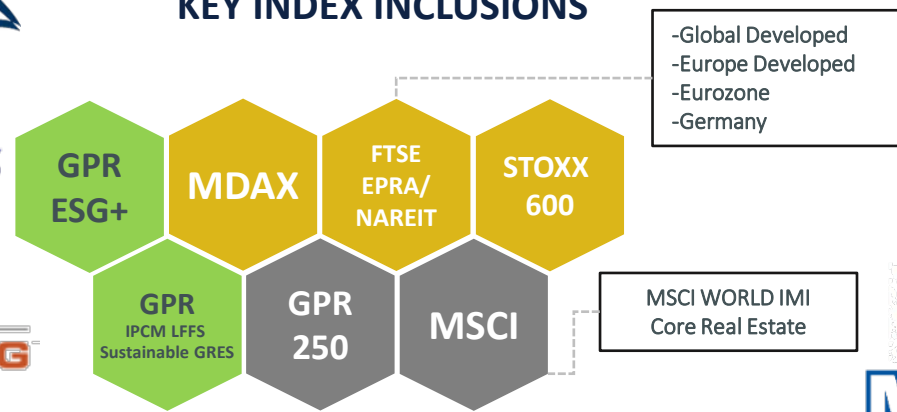 KEY INDEX INCLUSIONS
-Global Developed
-Europe Developed
-Eurozone
-Germany
GPR
ESG+
MDAX
FTSE
EPRA/
NAREIT
STOXX
600
GPR
IPCM LFFS
Sustainable GRES
GPR
250
MSCI
MSCI WORLD IMI
Core Real Estate
G